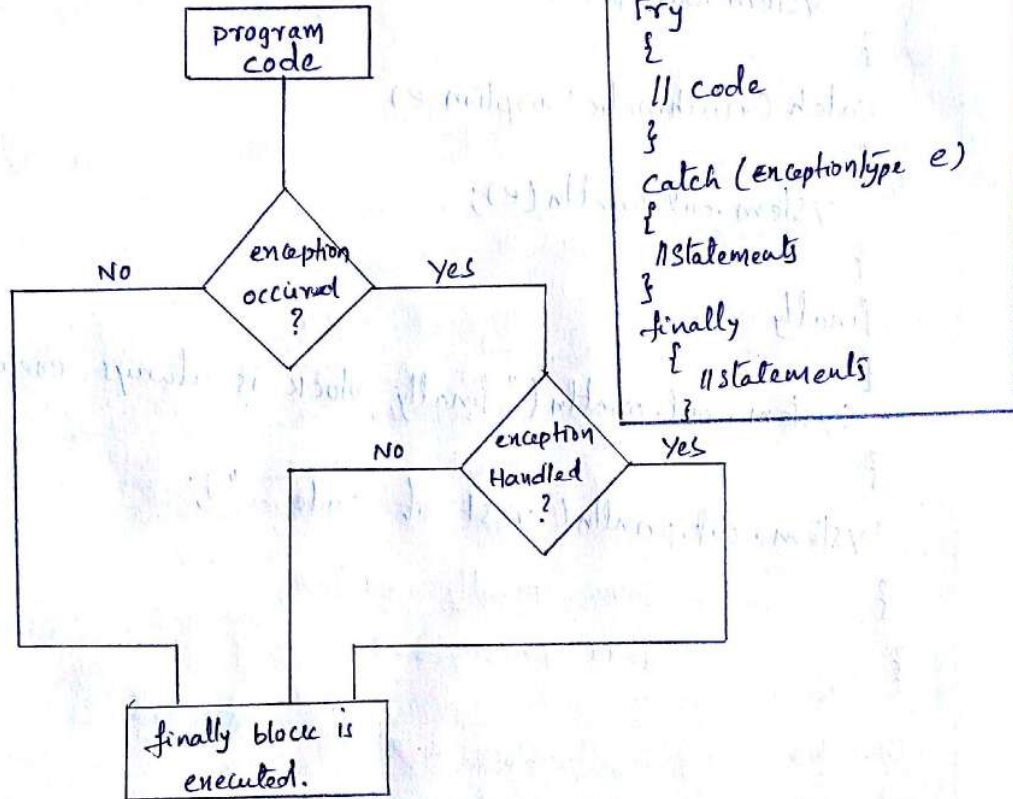 program
code
exception
occurred
?
No
Yes
exception
Handled
?
No
Yes
finally block is
executed.
Try
{
// code
}
catch (exceptionType e)
{
//statements
}
finally
{
//statements
}